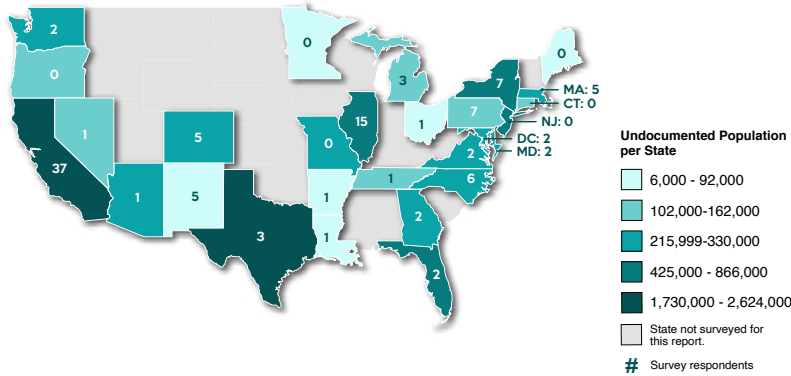 2
0
0
0
3
7
MA: 5
CT: 0
37
1
5
0
15
1
7
NJ: 0
DC: 2
2
MD: 2
1
5
1
1
6
3
1
2
2
Undocumented Population
per State
6,000 - 92,000
102,000-162,000
215,999-330,000
425,000 - 866,000
1,730,000 - 2,624,000
State not surveyed for
this report.
# Survey respondents